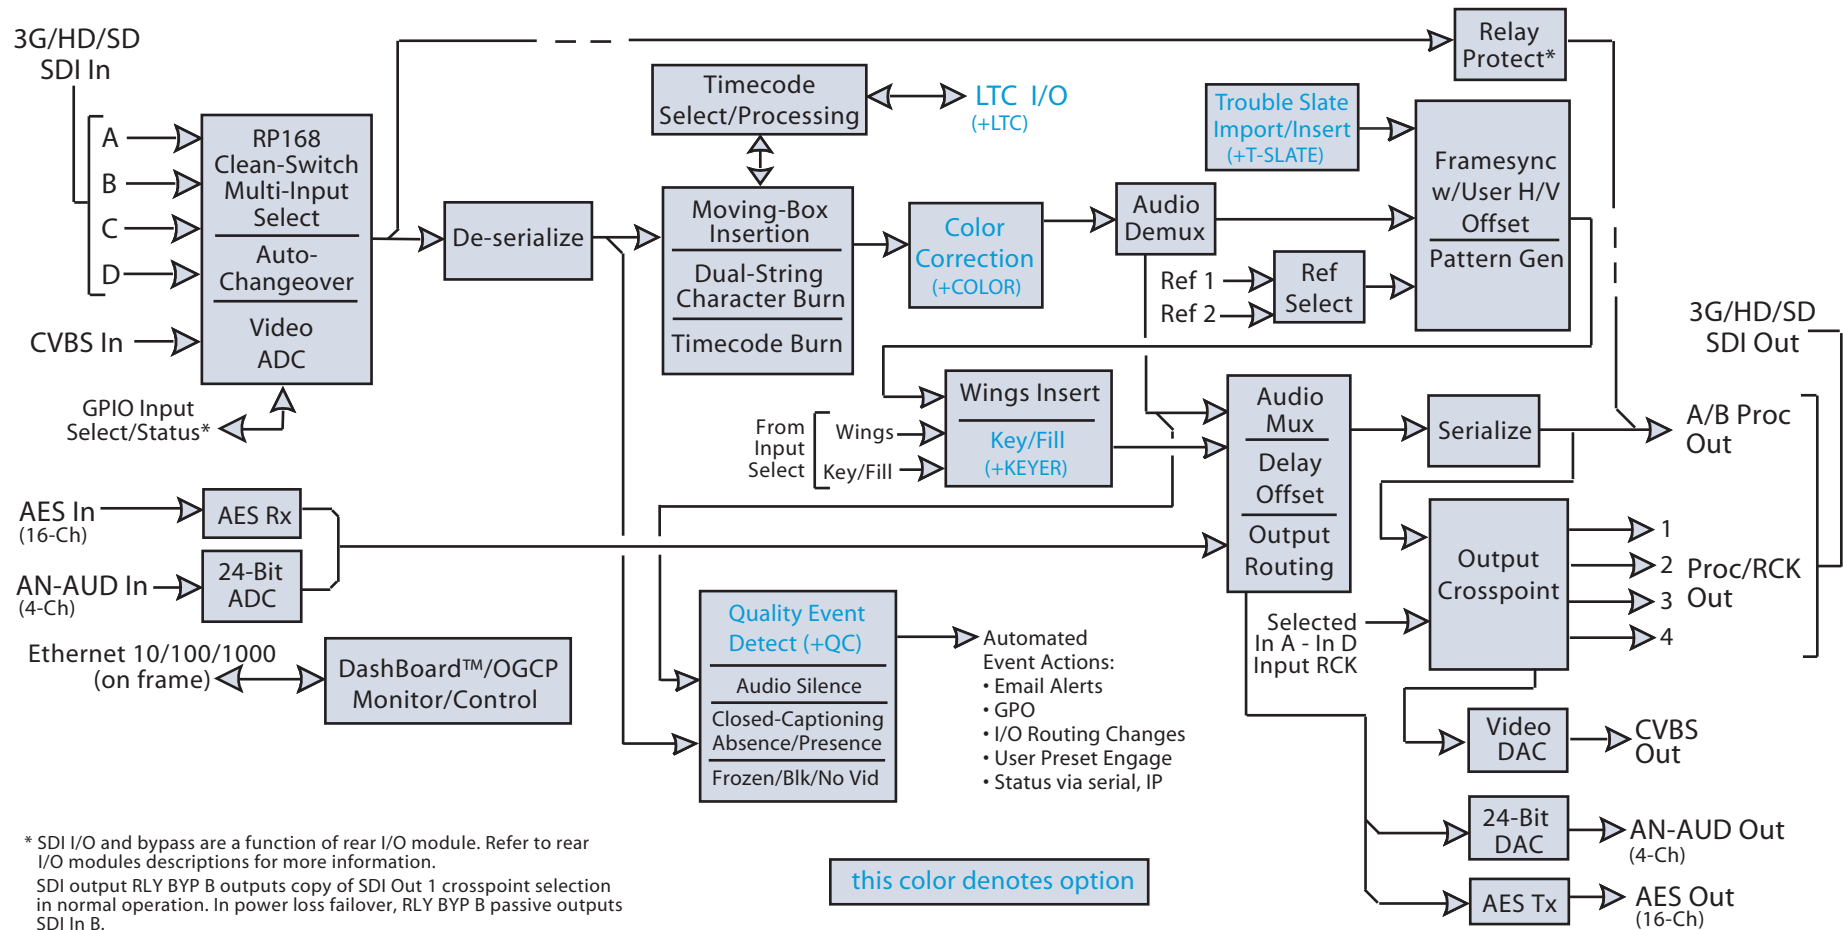 3G/HD/SD
SDI In
A
B
C
D
CVBS In
RP168
Clean-Switch
Multi-Input
Select
Auto-
Changeover
Video
ADC
GPIO Input
Select/Status*
De-serialize
Timecode
Select/Processing
LTC I/O
(+LTC)
Moving-Box
Insertion
Dual-String
Character Burn
Timecode Burn
Color
Correction
(+COLOR)
Audio
Demux
Trouble Slate
Import/Insert
(+T-SLATE)
Ref 1
Ref 2
Ref
Select
Framesync
w/User H/V
Offset
Pattern Gen
Relay
Protect*
3G/HD/SD
SDI Out
From
Input
Select
Wings
Key/Fill
Wings Insert
Key/Fill
(+KEYER)
Audio
Mux
Delay
Offset
Output
Routing
Serialize
A/B Proc
Out
AES In
(16-Ch)
AES Rx
AN-AUD In
(4-Ch)
24-Bit
ADC
Ethernet 10/100/1000
(on frame)
DashBoard™/OGCP
Monitor/Control
Quality Event
Detect (+QC)
Audio Silence
Closed-Captioning
Absence/Presence
Frozen/Blk/No Vid
Automated
Event Actions:
• Email Alerts
• GPO
• I/O Routing Changes
• User Preset Engage
• Status via serial, IP
Selected
In A - In D
Input RCK
Output
Crosspoint
1
2
3
4
Proc/RCK
Out
Video
DAC
CVBS
Out
24-Bit
DAC
AN-AUD Out
(4-Ch)
AES Tx
AES Out
(16-Ch)
* SDI I/O and bypass are a function of rear I/O module. Refer to rear
I/O modules descriptions for more information.
SDI output RLY BYP B outputs copy of SDI Out 1 crosspoint selection
in normal operation. In power loss failover, RLY BYP B passive outputs
SDI In B.
this color denotes option